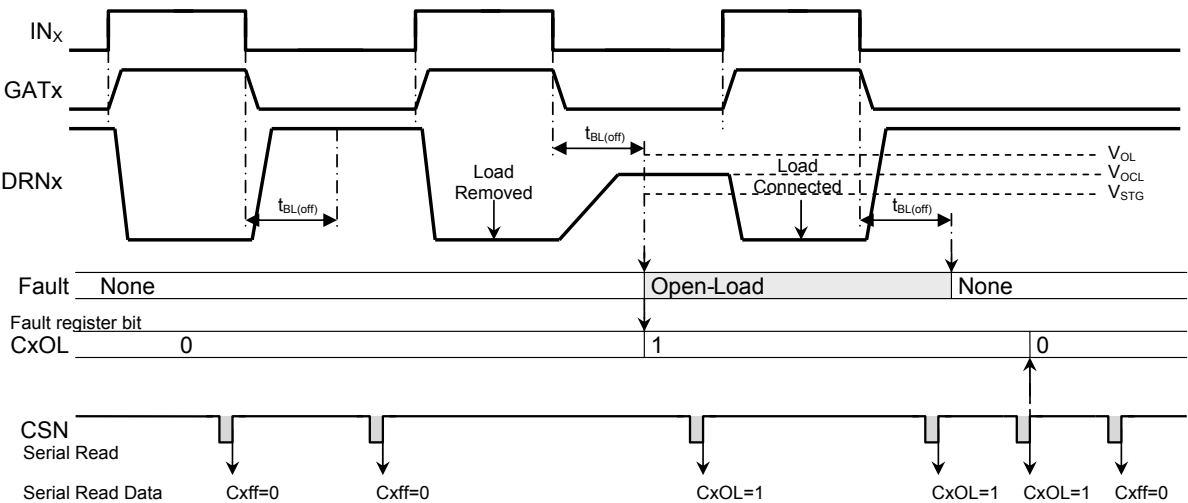 INX
GATx
tBL(off)
VOL
DRNx
Load Removed
Load Connected
VOCL
VSTG
tBL(off)
tBL(off)
Fault
None
Open-Load
None
Fault register bit
CxOL
0
1
0
CSN
Serial Read
Serial Read Data
Cxff=0
Cxff=0
CxOL=1
CxOL=1
CxOL=1
Cxff=0